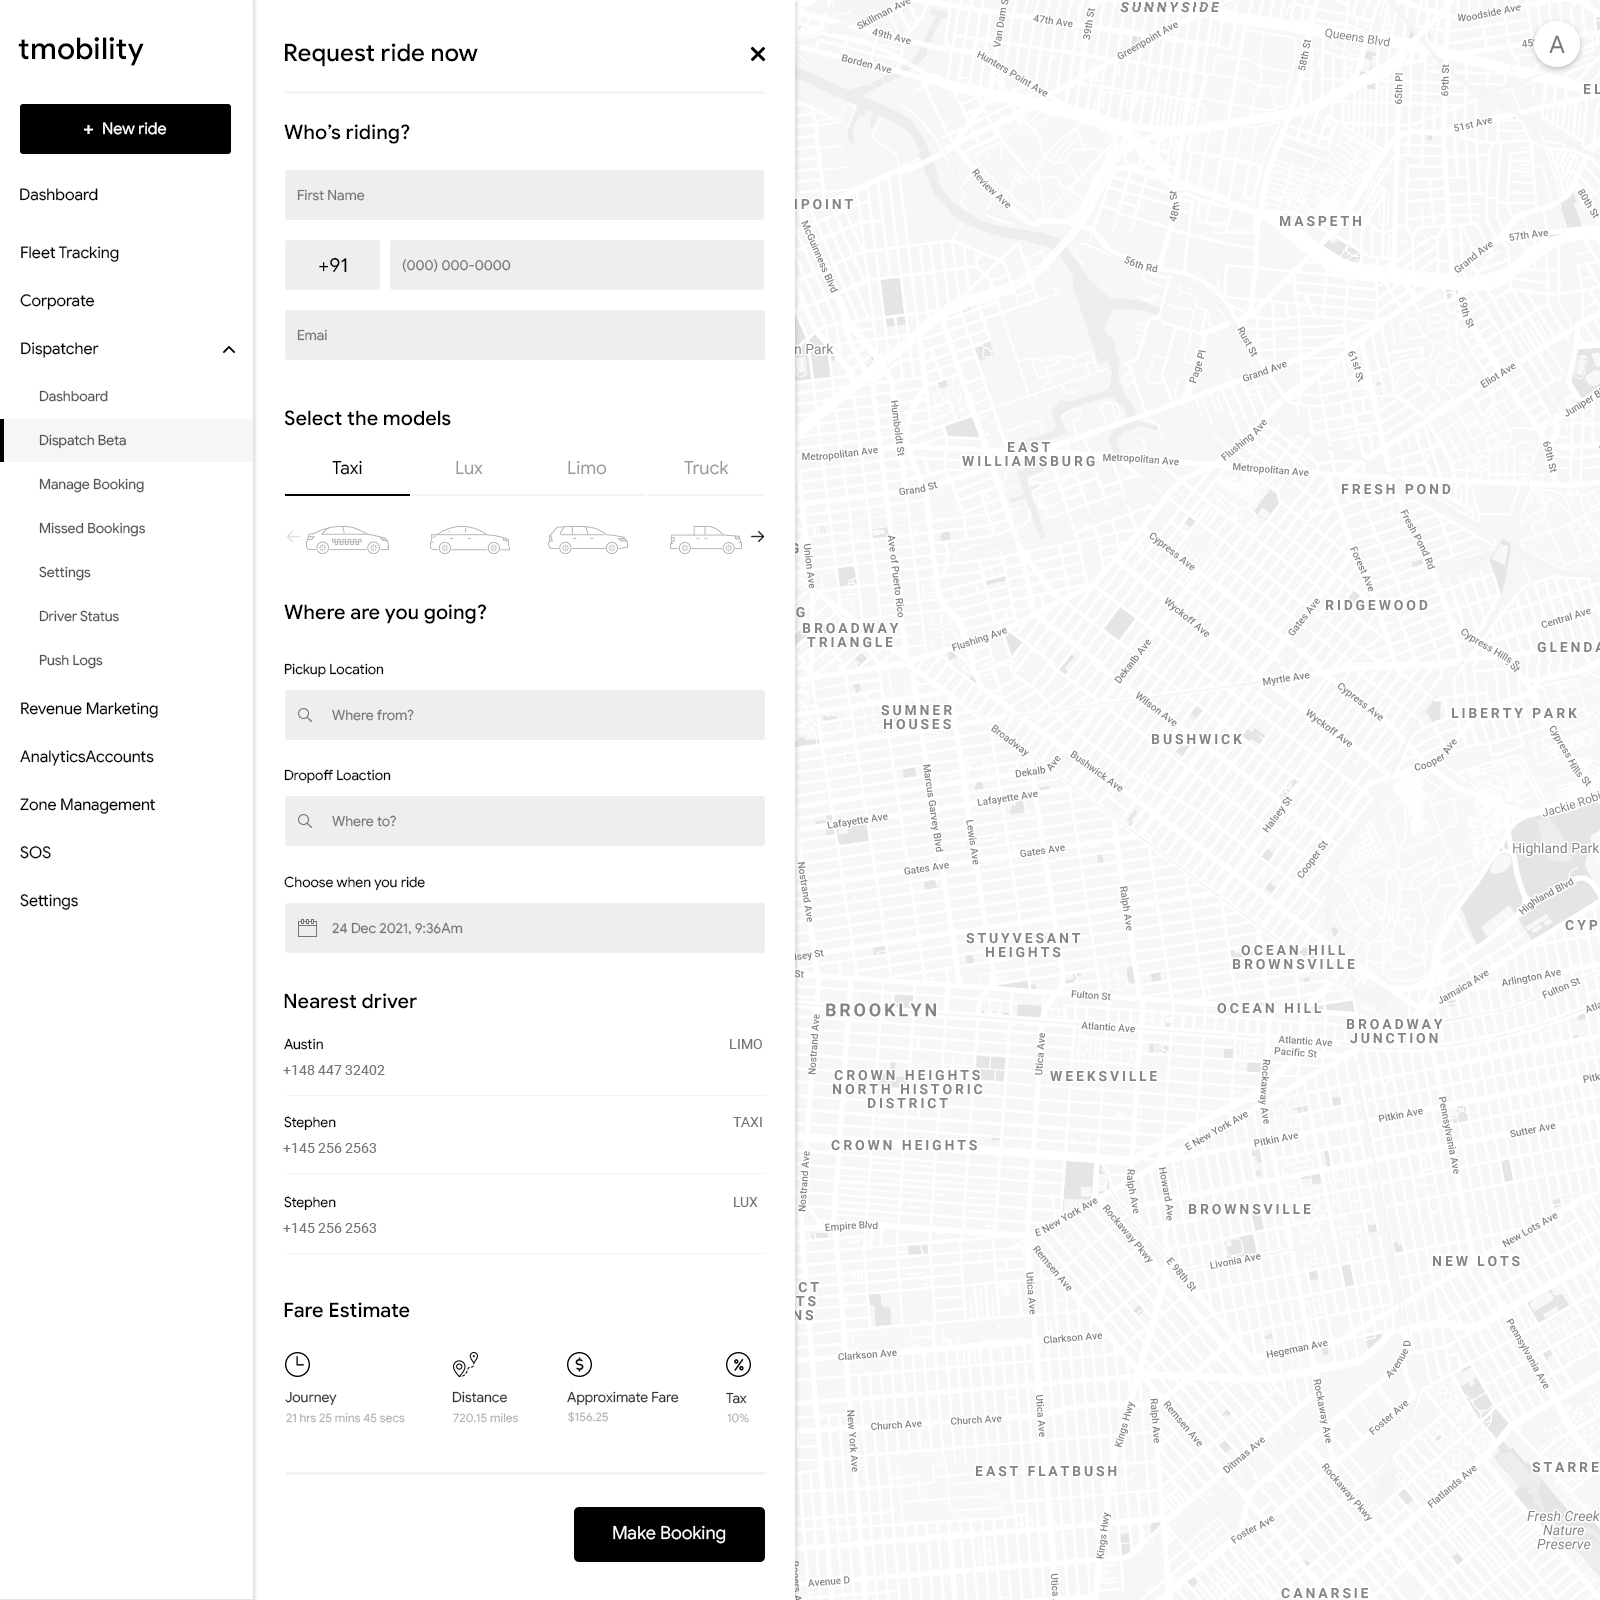 tmobility
+ New ride
Dashboard
Fleet Tracking
Corporate
Dispatcher
Dashboard
Dispatch Beta
Manage Booking
Missed Bookings
Settings
Driver Status
Push Logs
Revenue Marketing
AnalyticsAccounts
Zone Management
SOS
Settings
Request ride now
Who's riding?
First Name
+91
(000) 000-0000
Emai
Select the models
Taxi
Lux
Limo
Truck
Where are you going?
Pickup Location
Where from?
Dropoff Loaction
Where to?
Choose when you ride
24 Dec 2021, 9:36Am
Nearest driver
Austin
LIMO
+148 447 32402
Stephen
TAXI
+145 256 2563
Stephen
LUX
+145 256 2563
Fare Estimate
Journey
21 hrs 25 mins 45 secs
Distance
720.15 miles
Approximate Fare
$156.25
Tax
10%
Make Booking
A
SUNNYSIDE
Skillman Ave
49th Ave
Borden Ave
Van Dam S
47th Ave
39th St
Greenpoint Ave
Hunters Point Ave
58th St
Queens Blvd
Woodside Ave
45
65th Pl
69th St
EL
51st Ave
Review Ave
48th St
80th St
IPOINT
MASPETH
McGuinness Blvd
56th Rd
57th Ave
Grand Ave
69th St
n Park
Rust St
Page Pl
Grand Ave
61st St
Eliot Ave
Juniper B
Humboldt St
Flushing Ave
Metropolitan Ave
EAST
WILLIAMSBURG
Metropolitan Ave
Metropolitan Ave
69th St
Grand St
FRESH POND
Fresh Pond Rd
Union Ave
Ave of Puerto Rico
Cypress Ave
Forest Ave
G
Wyckoff Ave
Gates Ave
RIDGEWOOD
Central Ave
BROADWAY
TRIANGLE
Flushing Ave
Dekalb Ave
Cypress Hills St
GLENDA
Myrtle Ave
Wilson Ave
Cypress Ave
SUMNER
HOUSES
Wyckoff Ave
LIBERTY PARK
Broadway
BUSHWICK
Cooper Ave
Cypress Hills St
Dekalb Ave
Bushwick Ave
Marcus Garvey Blvd
Lafayette Ave
Halsey St
Jackie Robi
Lafayette Ave
Lewis Ave
Gates Ave
Cooper St
Highland Park
Gates Ave
Nostrand Ave
Ralph Ave
Highland Blvd
CYP
STUYVESANT
HEIGHTS
lsey St
St
OCEAN HILL
BROWNSVILLE
Jamaica Ave
Arlington Ave
Fulton St
Fulton St
BROOKLYN
OCEAN HILL
Atla
Atlantic Ave
BROADWAY
JUNCTION
Nostrand Ave
Utica Ave
Atlantic Ave
Pacific St
CROWN HEIGHTS
NORTH HISTORIC
DISTRICT
WEEKSVILLE
Rockaway Ave
Pitk
E New York Ave
Pitkin Ave
Pennsylvania Ave
CROWN HEIGHTS
Pitkin Ave
Sutter Ave
Nostrand Ave
Ralph Ave
Howard Ave
BROWNSVILLE
Empire Blvd
E New York Ave
Rockaway Pkwy
New Lots Ave
Remsen Ave
E 98th St
Livonia Ave
NEW LOTS
CT
TS
NS
Utica Ave
Clarkson Ave
Clarkson Ave
Hegeman Ave
Avenue D
Pennsylvania Ave
New York Ave
Church Ave
Church Ave
Utica Ave
Kings Hwy
Ralph Ave
Remsen Ave
Rockaway Ave
Foster Ave
Ditmas Ave
EAST FLATBUSH
Rockaway Pkwy
Flatlands Ave
STARRE
Kings Hwy
Foster Ave
Fresh Creek
Nature
Preserve
Avenue D
Utica
CANARSIE